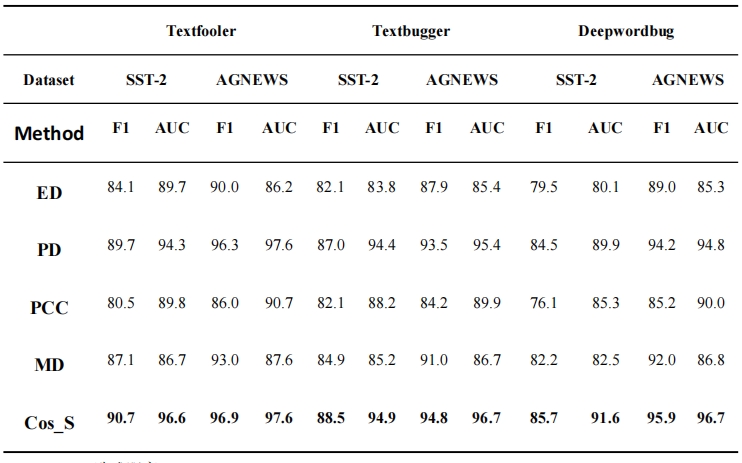 Textfooler Textbugger Deepwordbug
Dataset SST-2 AGNEWS SST-2 AGNEWS SST-2 AGNEWS
Method F1 AUC F1 AUC F1 AUC F1 AUC F1 AUC F1 AUC
ED 84.1 89.7 90.0 86.2 82.1 83.8 87.9 85.4 79.5 80.1 89.0 85.3
PD 89.7 94.3 96.3 97.6 87.0 94.4 93.5 95.4 84.5 89.9 94.2 94.8
PCC 80.5 89.8 86.0 90.7 82.1 88.2 84.2 89.9 76.1 85.3 85.2 90.0
MD 87.1 86.7 93.0 87.6 84.9 85.2 91.0 86.7 82.2 82.5 92.0 86.8
Cos_S 90.7 96.6 96.9 97.6 88.5 94.9 94.8 96.7 85.7 91.6 95.9 96.7